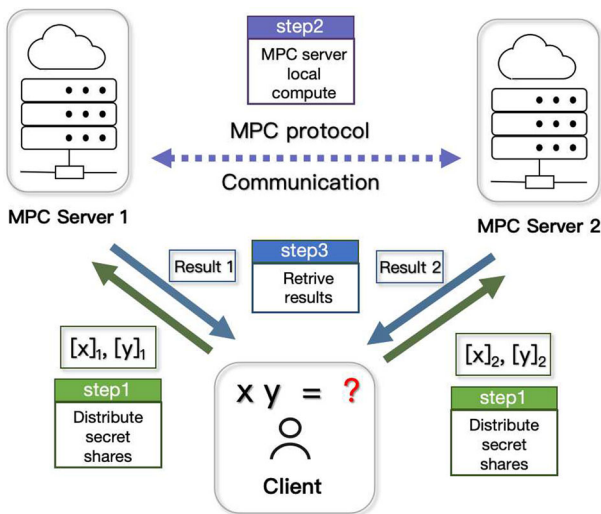 step2
MPC server
local
compute
MPC protocol
Communication
MPC Server 1
MPC Server 2
Result 1
step3
Retrive
results
Result 2
[x]₁, [y]₁
step1
Distribute
secret
shares
x y = ?
Client
[x]₂, [y]₂
step1
Distribute
secret
shares